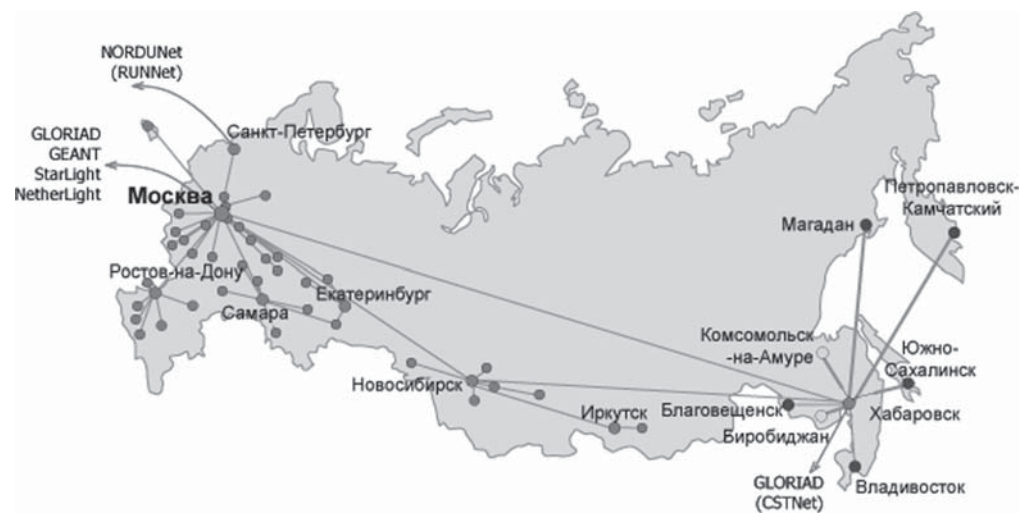 NORDUNet
(RUNNet)
GLORIAD
GEANT
StarLight
NetherLight
Санкт-Петербург
Москва
Петропавловск-
Камчатский
Магадан
Ростов-на-Дону
Екатеринбург
Самара
Комсомольск
-на-Амуре
Южно-
Сахалинск
Новосибирск
Иркутск
Благовещенск
Хабаровск
Биробиджан
GLORIAD
(CSTNet)
Владивосток